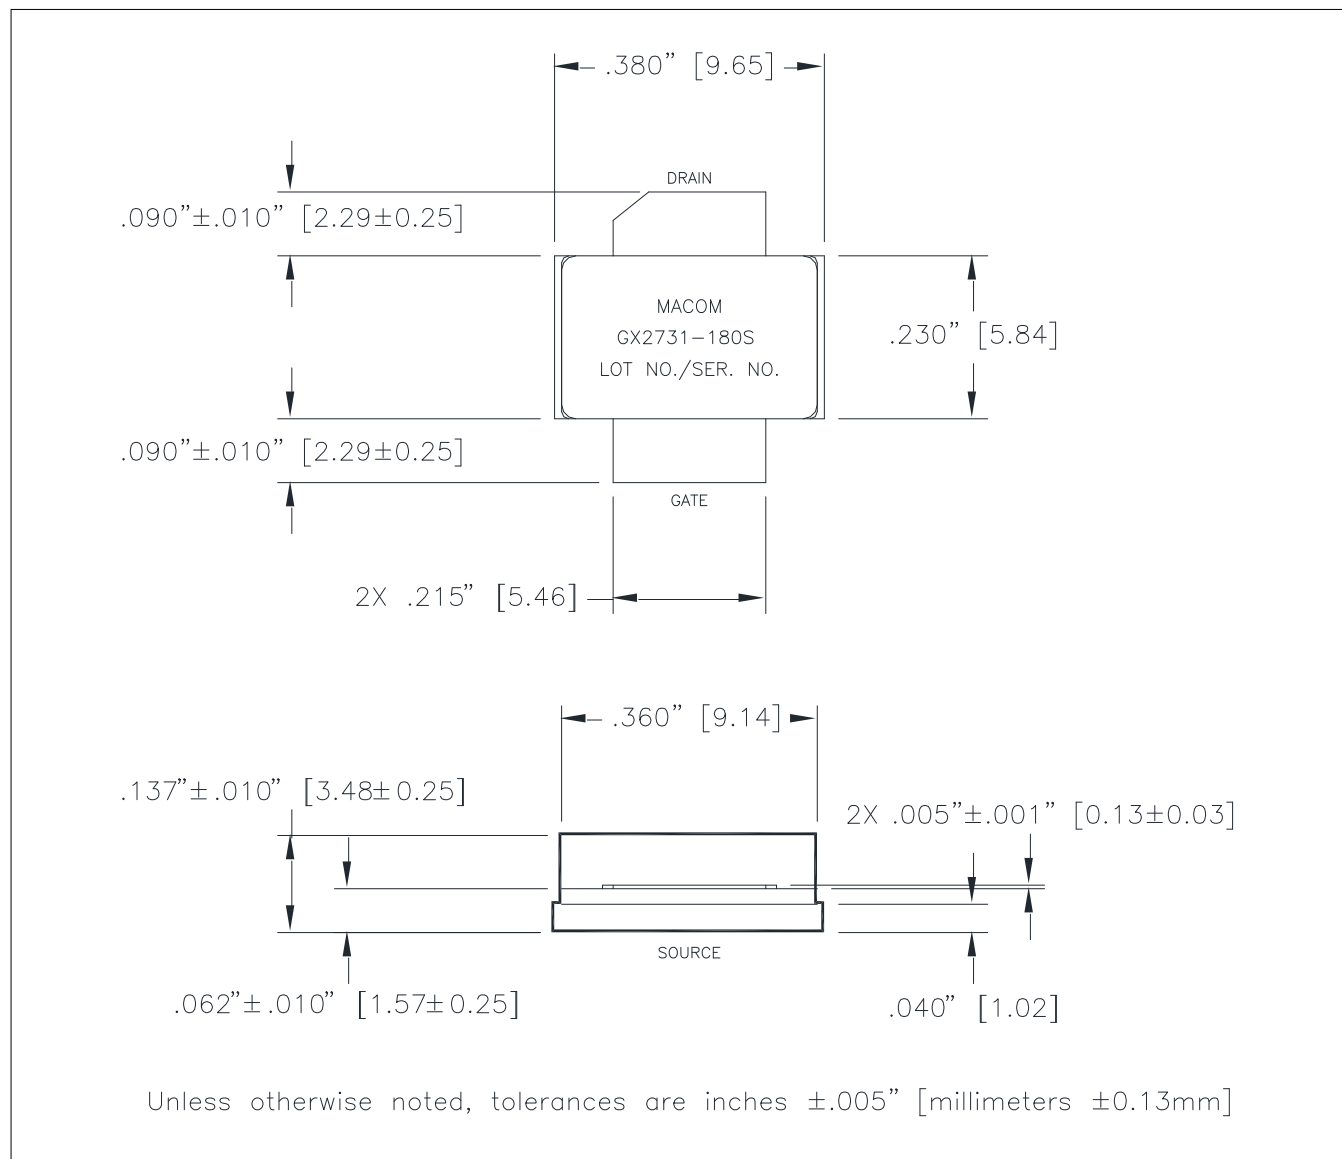 .380” [9.65]
DRAIN
.090”±.010” [2.29±0.25]
MACOM
GX2731-180S
LOT NO./SER. NO.
.230” [5.84]
.090”±.010” [2.29±0.25]
GATE
2X .215” [5.46]
.360” [9.14]
.137”±.010” [3.48±0.25]
2X .005”±.001” [0.13±0.03]
SOURCE
.062”±.010” [1.57±0.25]
.040” [1.02]
Unless otherwise noted, tolerances are inches ±.005” [millimeters ±0.13mm]